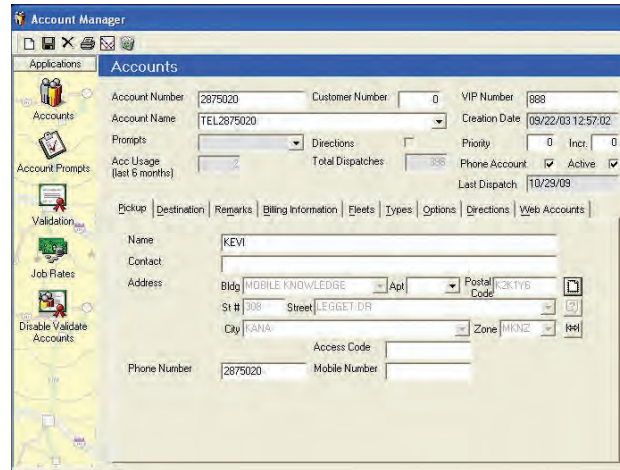 Account Manager
Applications
Accounts
Accounts
Account Prompts
Validation
Job Rates
Disable Validate
Accounts
Account Number 2875020 Customer Number 0 VIP Number 888
Account Name TEL2875020 Creation Date 09/22/03 12:57:02
Prompts Directions Priority 0 Incr. 0
Acc Usage 2 Total Dispatches Phone Account Active
(last 6 months)
Last Dispatch 10/29/09
Pickup Destination Remarks Billing Information Fleets Types Options Directions Web Accounts
Name KEVI
Contact
Address Bldg MOBILE KNOWLEDGE Apt Postal Code K2K1Y6
St # 308 Street LEGGET DR
City KANA Zone MKNZ
Access Code
Phone Number 2875020 Mobile Number